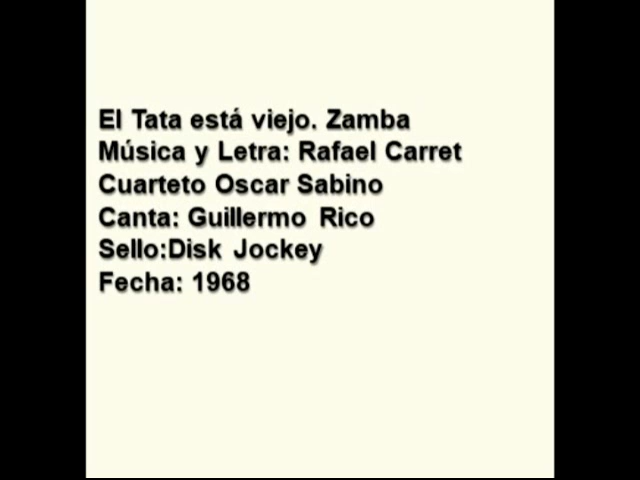 El Tata está viejo. Zamba
Música y Letra: Rafael Carret
Cuarteto Oscar Sabino
Canta: Guillermo Rico
Sello:Disk Jockey
Fecha: 1968